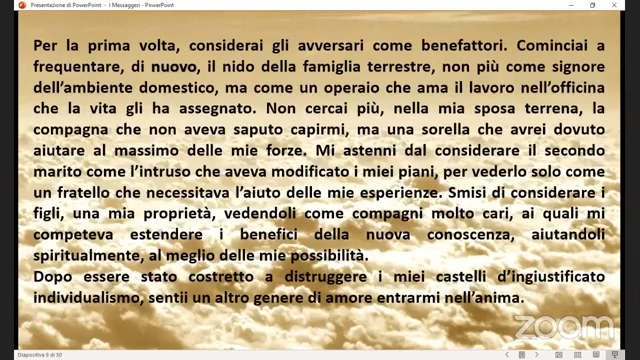 Presentazione di PowerPoint - I Messaggeri - PowerPoint
Per la prima volta, considerai gli avversari come benefattori. Cominciai a
frequentare, di nuovo, il nido della famiglia terrestre, non più come signore
dell'ambiente domestico, ma come un operaio che ama il lavoro nell'officina
che la vita gli ha assegnato. Non cercai più, nella mia sposa terrena, la
compagna che non aveva saputo capirmi, ma una sorella che avrei dovuto
aiutare al massimo delle mie forze. Mi astenni dal considerare il secondo
marito come l'intruso che aveva modificato i miei piani, per vederlo solo come
un fratello che necessitava l'aiuto delle mie esperienze. Smisi di considerare i
figli, una mia proprietà, vedendoli come compagni molto cari, ai quali mi
competeva estendere i benefici della nuova conoscenza, aiutandoli
spiritualmente, al meglio delle mie possibilità.
Dopo essere stato costretto a distruggere i miei castelli d'ingiustificato
individualismo, sentii un altro genere di amore entrarmi nell'anima.
zoom
Diapositiva 9 di 50